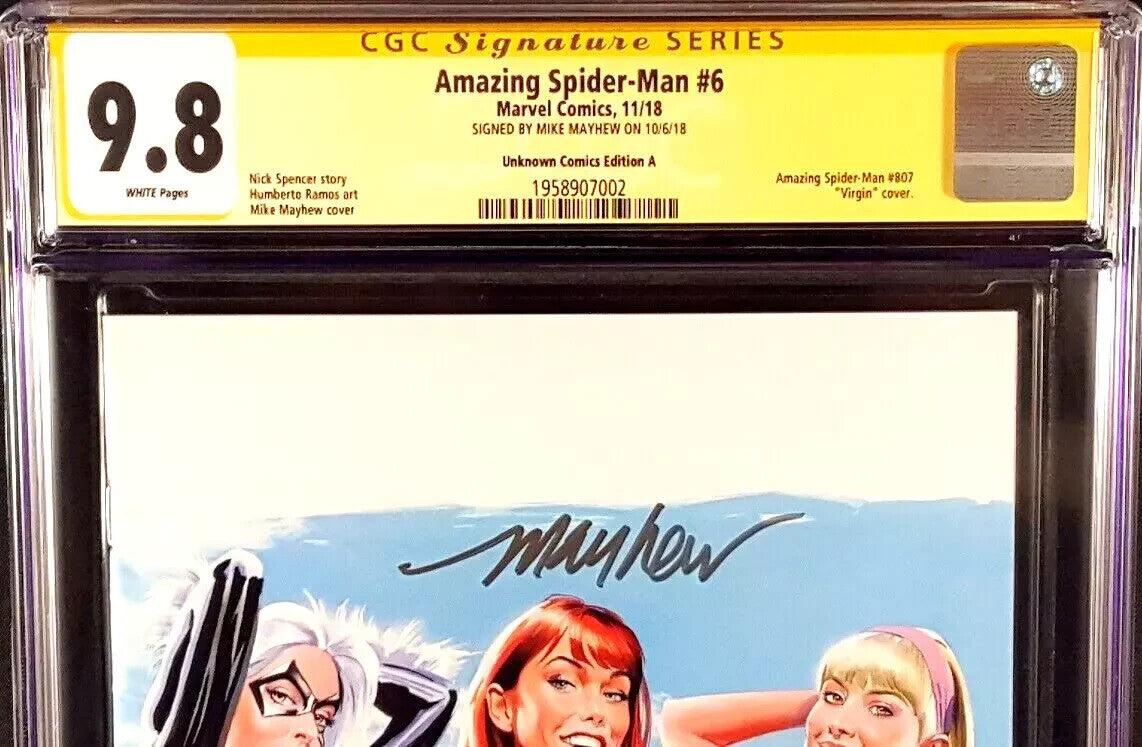 CGC Signature SERIES
9.8
WHITE Pages
Amazing Spider-Man #6
Marvel Comics, 11/18
SIGNED BY MIKE MAYHEW ON 10/6/18
Unknown Comics Edition A
1958907002
Nick Spencer story
Humberto Ramos art
Mike Mayhew cover
Amazing Spider-Man #807
"Virgin" cover.
mayhew